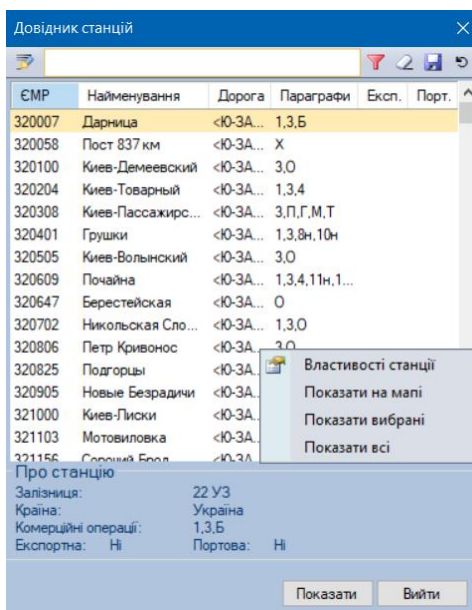 Довідник станцій
ЄМР Найменування Дорога Параграфи Експ. Порт.
320007 Дарница <Ю-ЗА... 1,3,Б
320058 Пост 837 км <Ю-ЗА... Х
320100 Киев-Демеевский <Ю-ЗА... 3,О
320204 Киев-Товарный <Ю-ЗА... 1,3,4
320308 Киев-Пассажирс... <Ю-ЗА... 3,П,Г,М,Т
320401 Грушки <Ю-ЗА... 1,3,8н,10н
320505 Киев-Волынский <Ю-ЗА... 3,О
320609 Почайна <Ю-ЗА... 1,3,4,11н,1...
320647 Берестейская <Ю-ЗА... О
320702 Никольская Сло... <Ю-ЗА... 1,3,О
320806 Петр Кривонос <Ю-ЗА... 3,О
320825 Подгорцы <Ю-ЗА.. Властивості станції
320905 Новые Безрадичи <Ю-ЗА.. Показати на мапі
321000 Киев-Лиски <Ю-ЗА.. Показати вибрані
321103 Мотовиловка <Ю-ЗА.. Показати всі
321156 Сорочий Брод
Про станцію
Залізниця: 22 УЗ
Країна: Україна
Комерційні операції: 1,3,Б
Експортна: Ні Портова: Ні
Показати Вийти